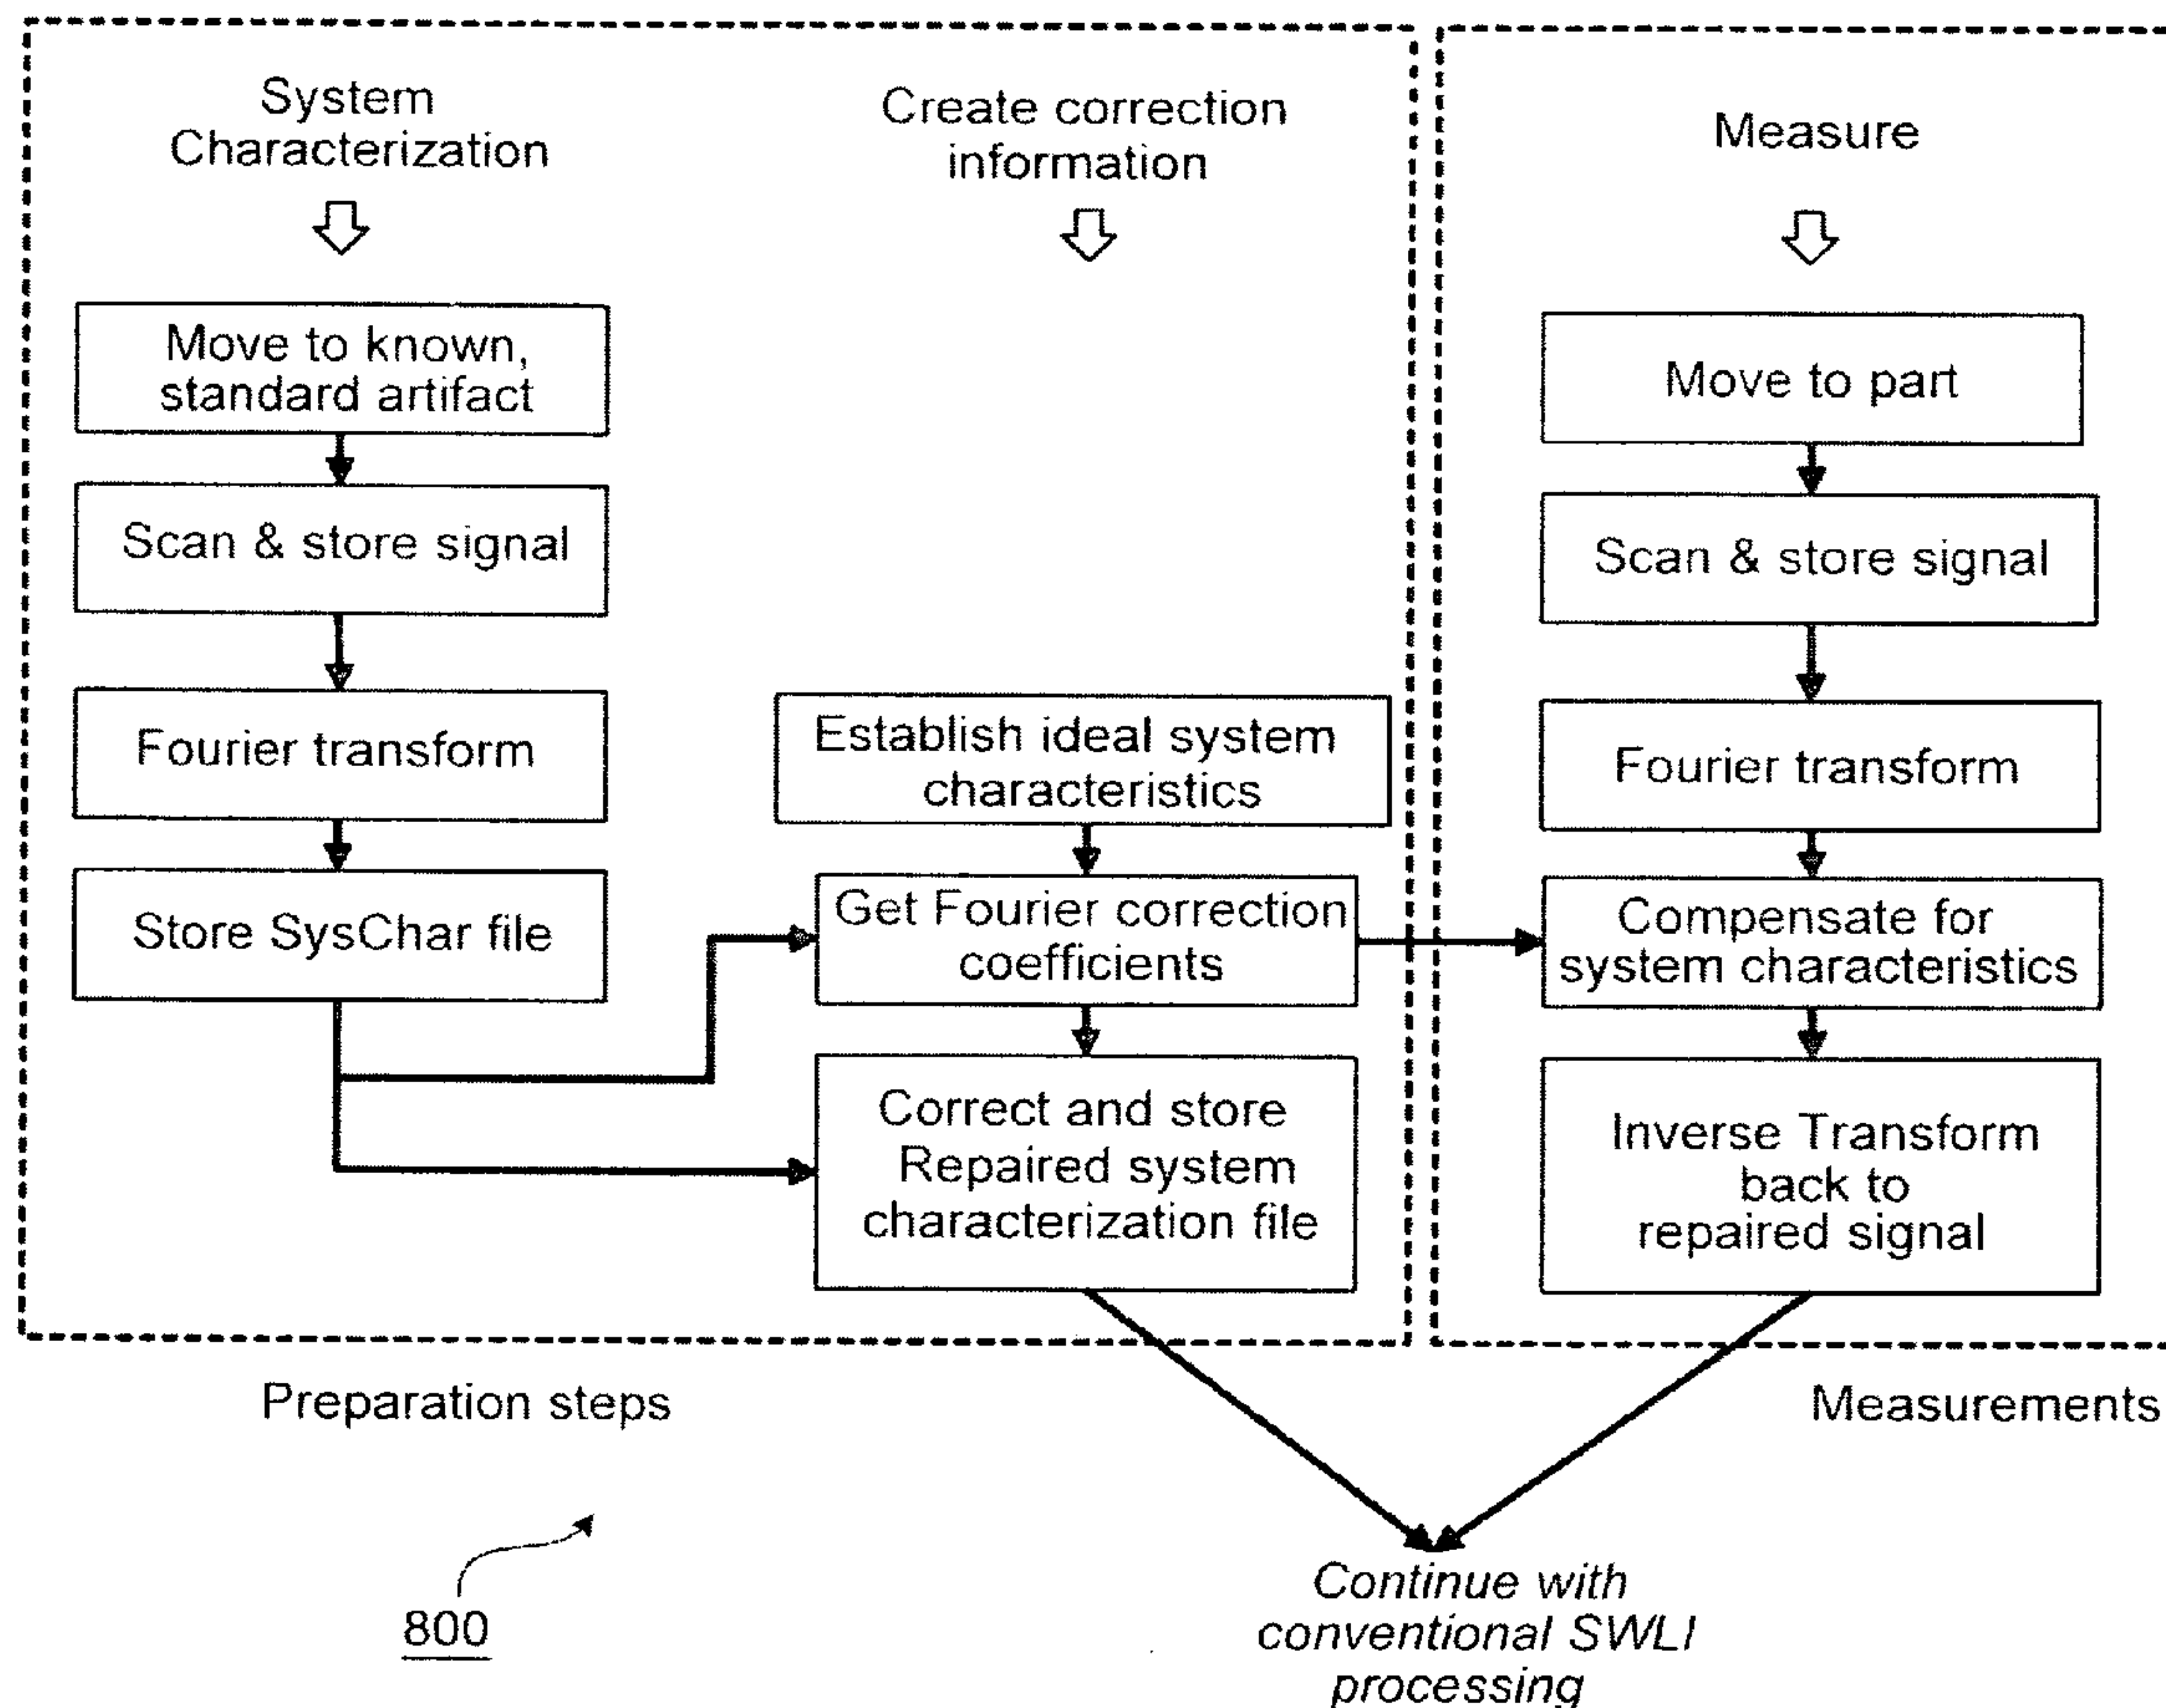 System
Characterization
Move to known,
standard artifact
Scan & store signal
Fourier transform
Store SysChar file
Create correction
information
Establish ideal system
characteristics
Get Fourier correction
coefficients
Correct and store
Repaired system
characterization file
Measure
Move to part
Scan & store signal
Fourier transform
Compensate for
system characteristics
Inverse Transform
back to
repaired signal
Preparation steps
Measurements
Continue with
conventional SWLI
processing
800